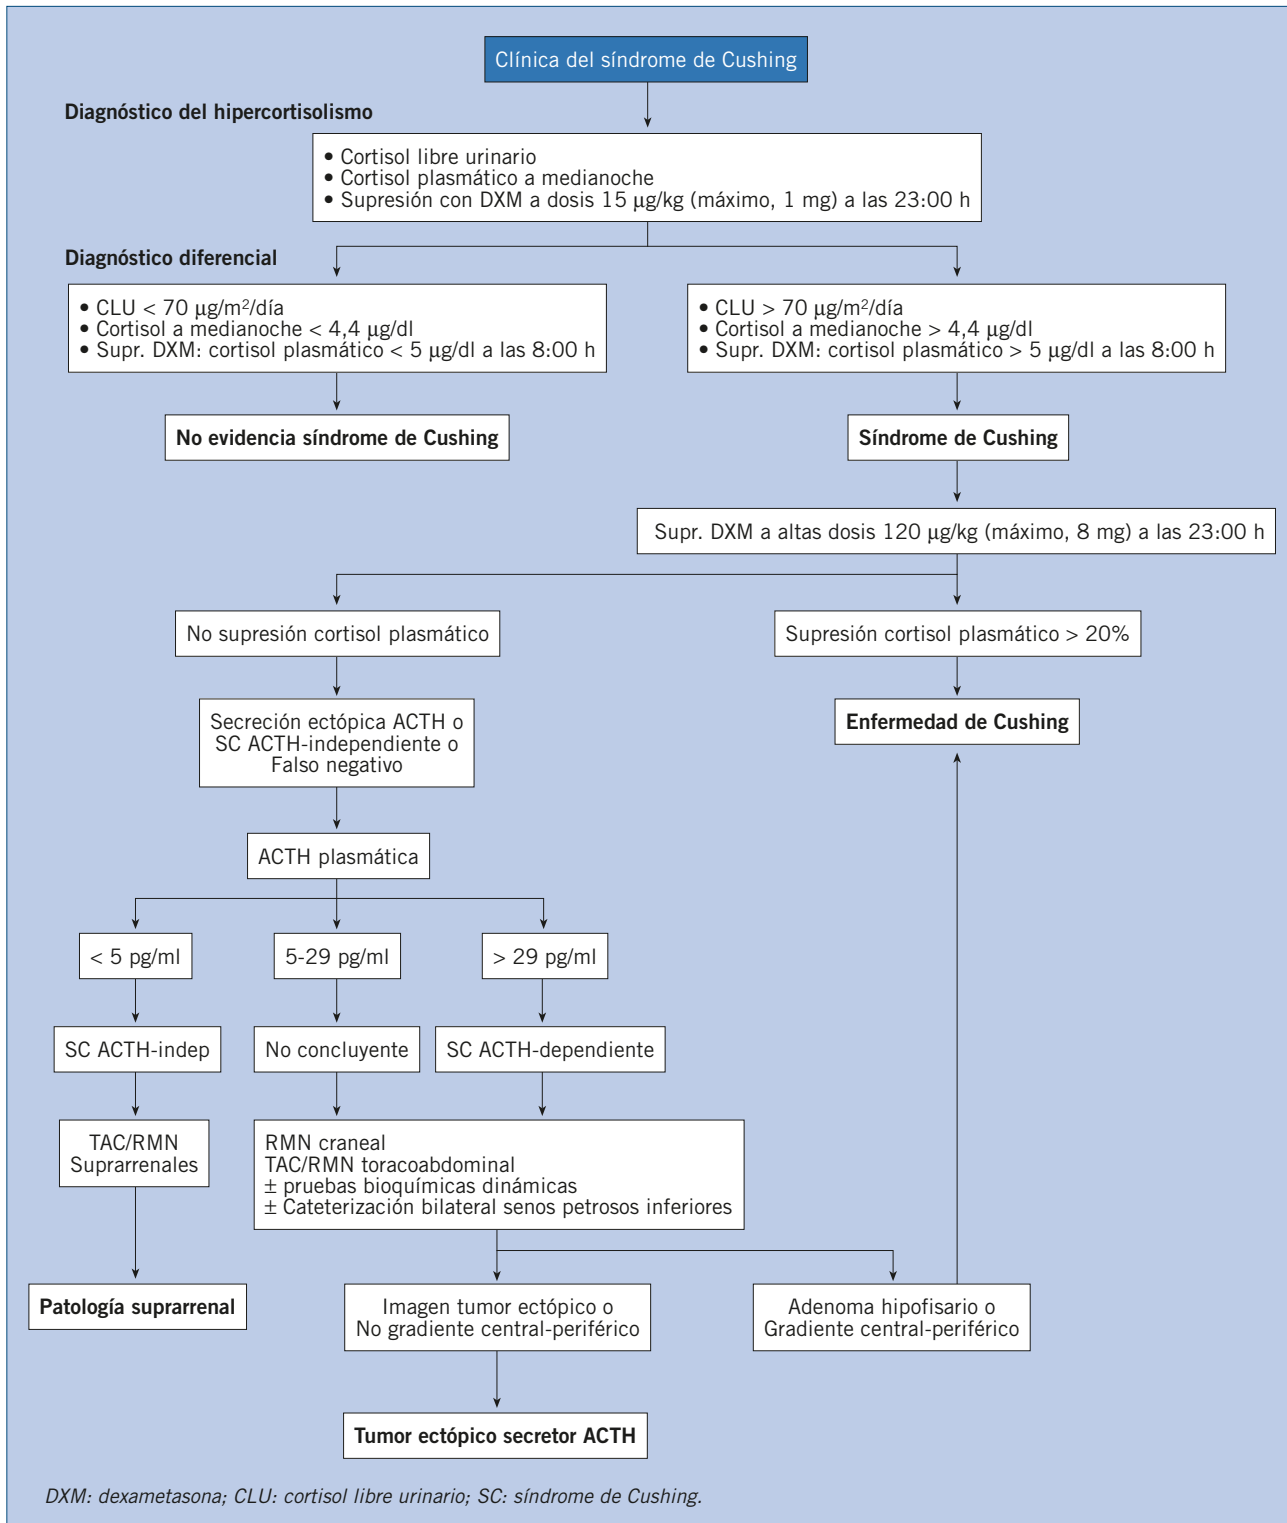 Clínica del síndrome de Cushing
Diagnóstico del hipercortisolismo
• Cortisol libre urinario
• Cortisol plasmático a medianoche
• Supresión con DXM a dosis 15 µg/kg (máximo, 1 mg) a las 23:00 h
Diagnóstico diferencial
• CLU < 70 µg/m²/día
• Cortisol a medianoche < 4,4 µg/dl
• Supr. DXM: cortisol plasmático < 5 µg/dl a las 8:00 h
• CLU > 70 µg/m²/día
• Cortisol a medianoche > 4,4 µg/dl
• Supr. DXM: cortisol plasmático > 5 µg/dl a las 8:00 h
No evidencia síndrome de Cushing
Síndrome de Cushing
Supr. DXM a altas dosis 120 µg/kg (máximo, 8 mg) a las 23:00 h
No supresión cortisol plasmático
Supresión cortisol plasmático > 20%
Secreción ectópica ACTH o
SC ACTH-independiente o
Falso negativo
Enfermedad de Cushing
ACTH plasmática
< 5 pg/ml
5-29 pg/ml
> 29 pg/ml
SC ACTH-indep
No concluyente
SC ACTH-dependiente
TAC/RMN
Suprarrenales
RMN craneal
TAC/RMN toracoabdominal
± pruebas bioquímicas dinámicas
± Cateterización bilateral senos petrosos inferiores
Patología suprarrenal
Imagen tumor ectópico o
No gradiente central-periférico
Adenoma hipofisario o
Gradiente central-periférico
Tumor ectópico secretor ACTH
DXM: dexametasona; CLU: cortisol libre urinario; SC: síndrome de Cushing.